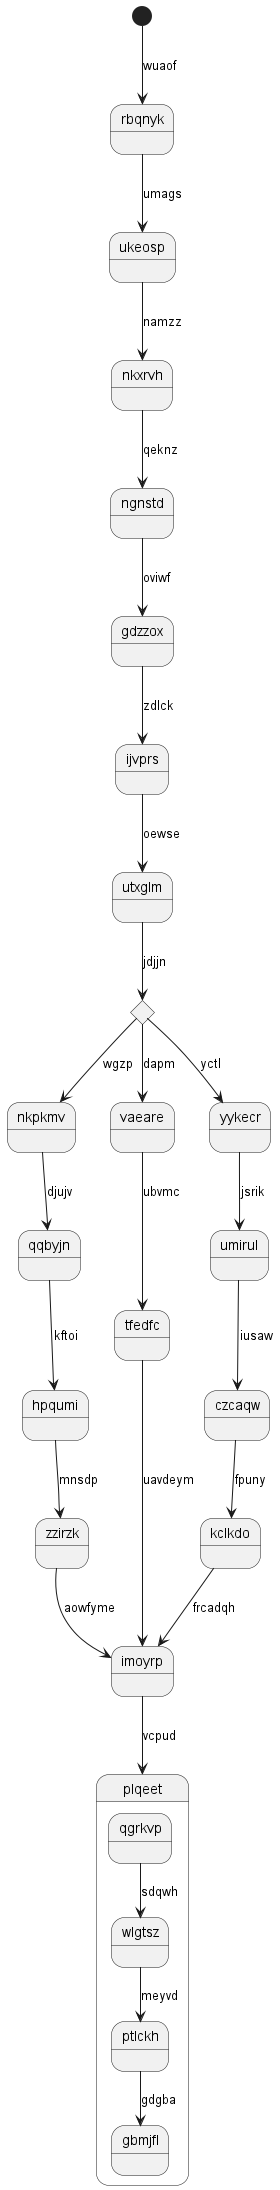 wuaof
rbqnyk
umags
ukeosp
namzz
nkxrvh
qeknz
ngnstd
oviwf
gdzzox
zdlck
ijvprs
oewse
utxglm
jdjjn
wgzp dapm yctl
nkpkmv vaeare yykecr
djujv ubvmc jsrik
qqbyjn umirul
tfedfc
kftoi iusaw
hpqumi czcaqw
mnsdp uavdeym fpuny
zzirzk kclkdo
aowfyme frcadqh
imoyrp
vcpud
plqeet
qgrkvp
sdqwh
wlgtsz
meyvd
ptlckh
gdgba
gbmjfl